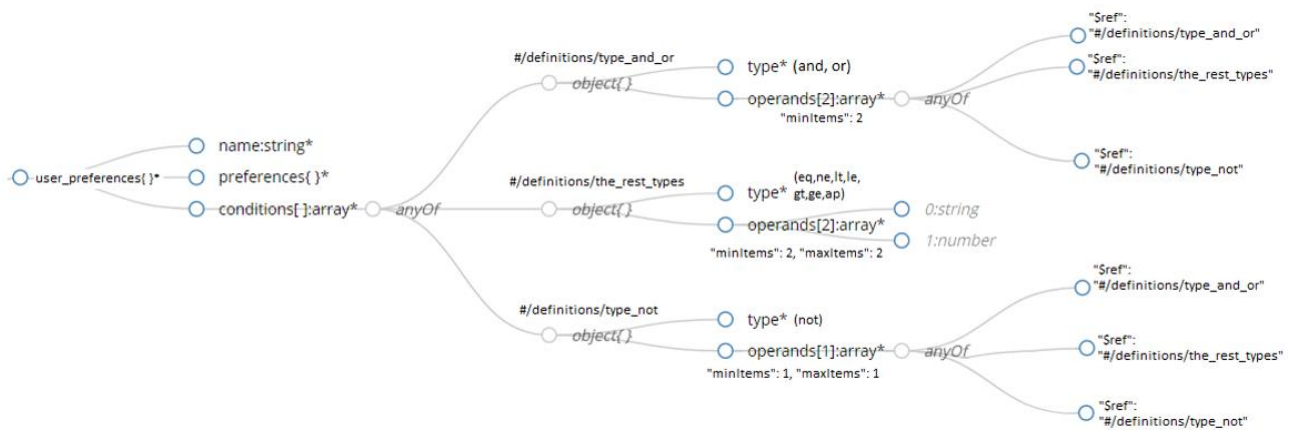 "$ref":
"#/definitions/type_and_or"
#/definitions/type_and_or
object{ }
type* (and, or)
"$ref":
"#/definitions/the_rest_types"
operands[2]:array*
anyOf
"minItems": 2
name:string*
"$ref":
"#/definitions/type_not"
user_preferences{ }*
preferences{ }*
#/definitions/the_rest_types
(eq,ne,lt,le,
type* gt,ge,ap)
conditions[ ]:array*
anyOf
object{ }
0:string
operands[2]:array*
1:number
"minItems": 2, "maxItems": 2
"$ref":
"#/definitions/type_and_or"
#/definitions/type_not
object{ }
type* (not)
"$ref":
"#/definitions/the_rest_types"
operands[1]:array*
anyOf
"minItems": 1, "maxItems": 1
"$ref":
"#/definitions/type_not"